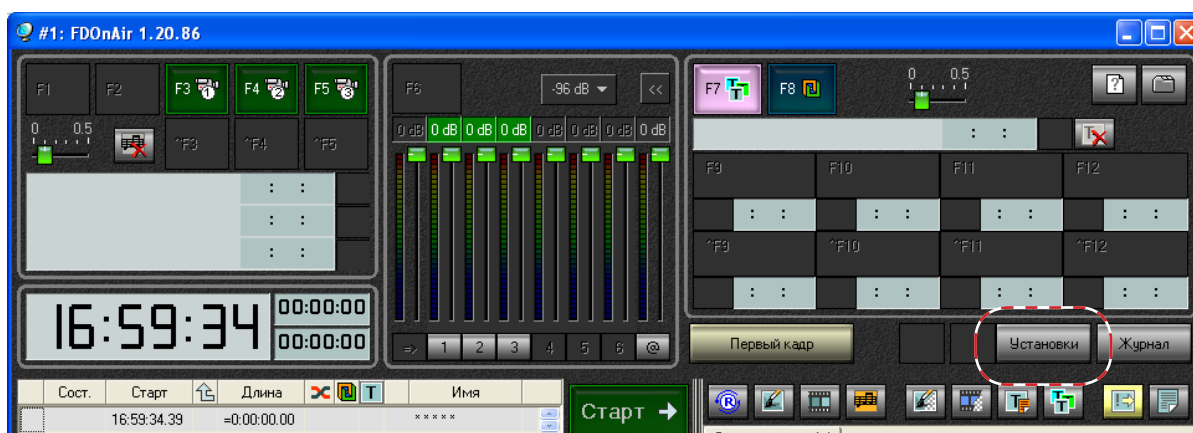 #1: FDOnAir 1.20.86
F1 F2 F3 1 F4 2 F5 3
F6 -96 dB <<
F7 T F8 0 0.5 ?
0 0.5 ^F3 ^F4 ^F5
0 dB 0 dB 0 dB 0 dB 0 dB 0 dB 0 dB 0 dB
: : T
F9 F10 F11 F12
: :
: :
: :
: : : : : : : :
^F9 ^F10 ^F11 ^F12
: : : : : : : :
16:59:34 00:00:00
00:00:00
=> 1 2 3 4 5 6 @
Первый кадр Установки Журнал
Сост. Старт Длина T Имя
16:59:34.39 =0:00:00.00 *****
Старт
R T T